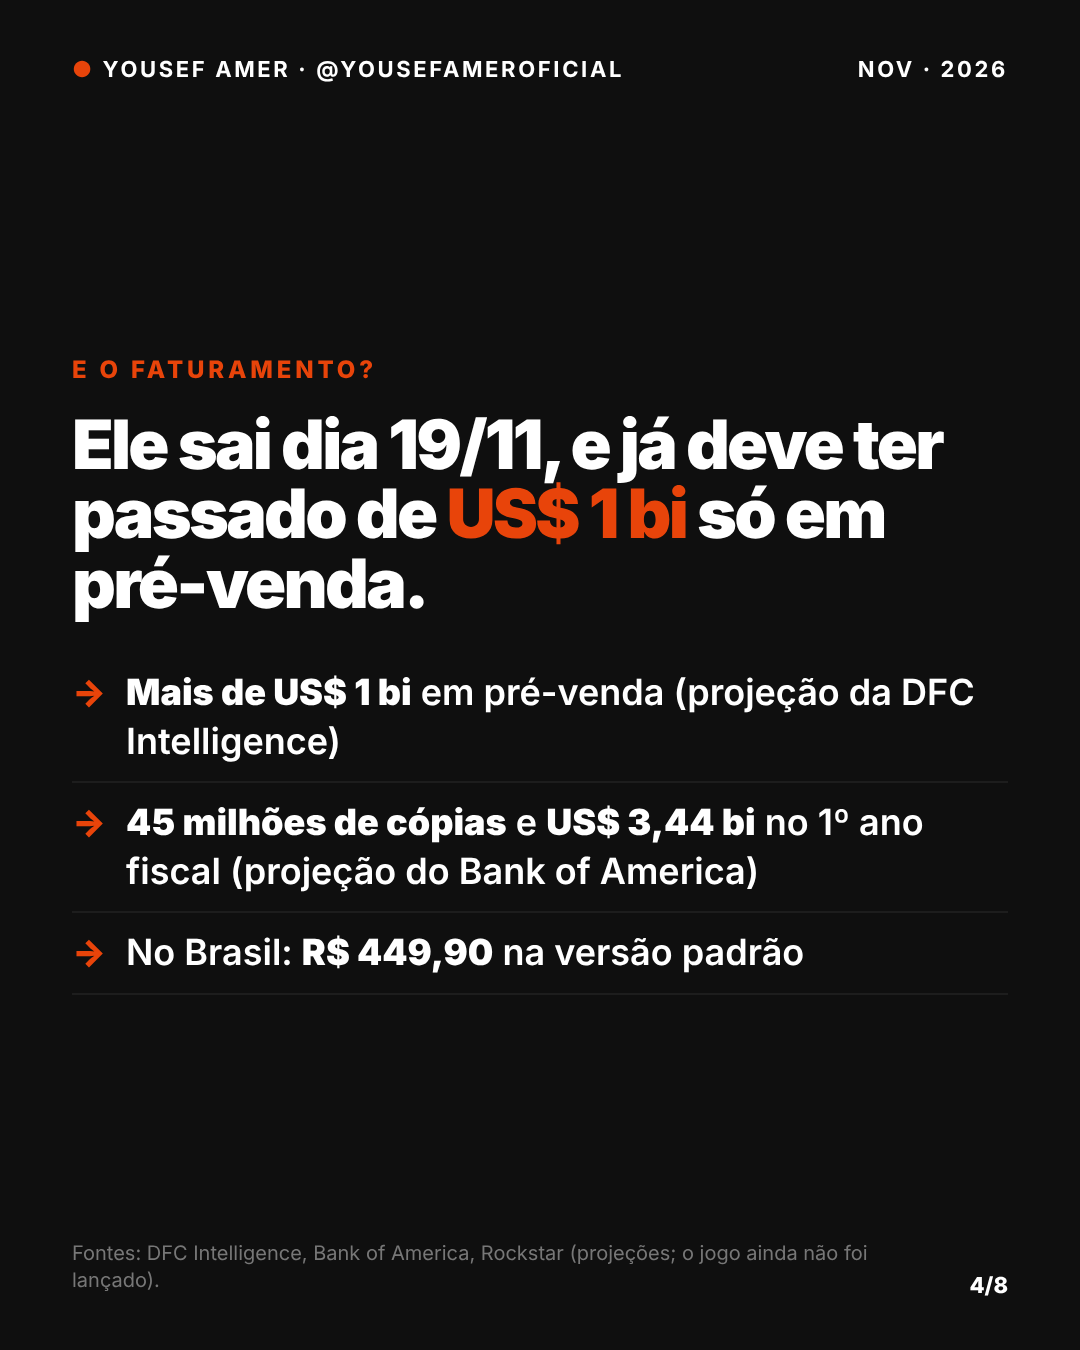 YOUSEF AMER · @YOUSEFAMEROFICIAL
NOV · 2026
E O FATURAMENTO?
Ele sai dia 19/11, e já deve ter
passado de US$ 1 bi só em
pré-venda.
→ Mais de US$ 1 bi em pré-venda (projeção da DFC
Intelligence)
→ 45 milhões de cópias e US$ 3,44 bi no 1º ano
fiscal (projeção do Bank of America)
→ No Brasil: R$ 449,90 na versão padrão
Fontes: DFC Intelligence, Bank of America, Rockstar (projeções; o jogo ainda não foi
lançado).
4/8